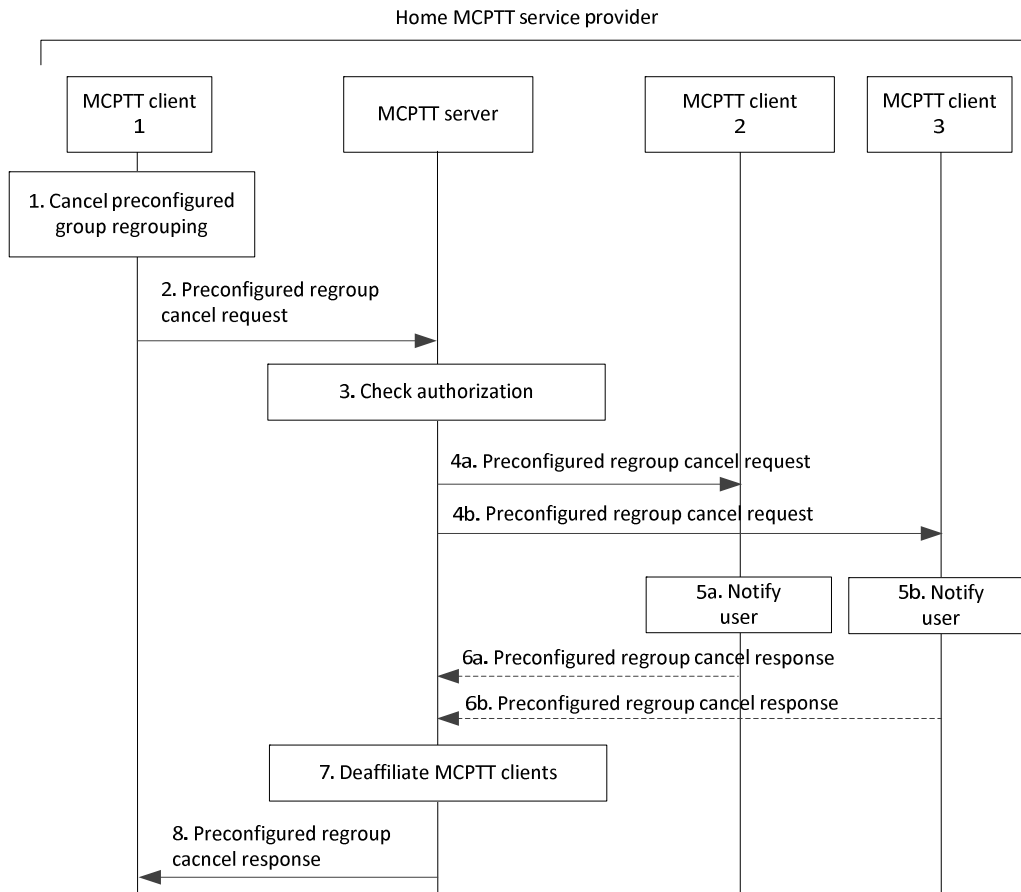 Home MCPTT service provider
MCPTT client
1
MCPTT server
MCPTT client
2
MCPTT client
3
1. Cancel preconfigured
group regrouping
2. Preconfigured regroup
cancel request
3. Check authorization
4a. Preconfigured regroup cancel request
4b. Preconfigured regroup cancel request
5a. Notify
user
5b. Notify
user
6a. Preconfigured regroup cancel response
6b. Preconfigured regroup cancel response
7. Deaffiliate MCPTT clients
8. Preconfigured regroup
cacncel response